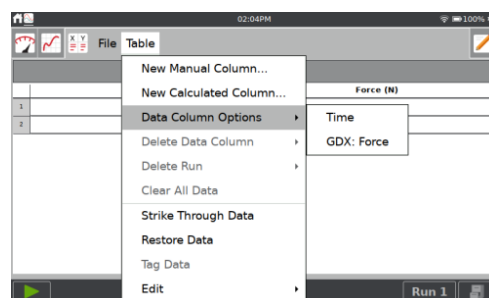 02:04PM
100%
X Y
File Table
New Manual Column...
New Calculated Column...
Force (N)
1
Data Column Options
Time
2
Delete Data Column
GDX: Force
Delete Run
Clear All Data
Strike Through Data
Restore Data
Tag Data
Edit
Run 1